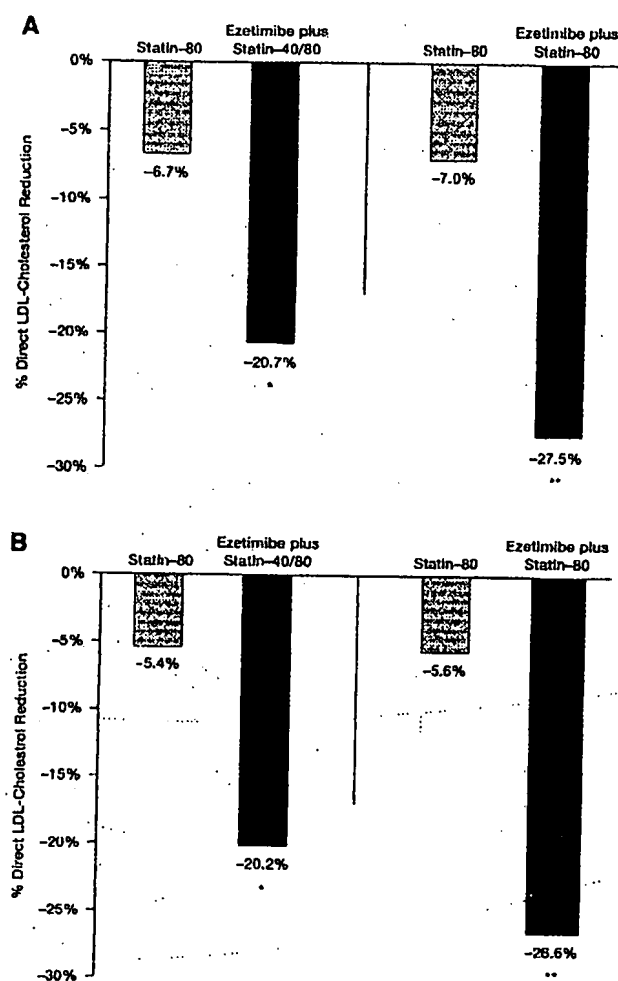 A
Statin–80
Ezetimibe plus
Statin–40/80
Statin–80
Ezetimibe plus
Statin–80
% Direct LDL-Cholesterol Reduction
0%
–5%
–10%
–15%
–20%
–25%
–30%
–6.7%
–20.7%
*
–7.0%
–27.5%
**
B
Statin–80
Ezetimibe plus
Statin–40/80
Statin–80
Ezetimibe plus
Statin–80
% Direct LDL-Cholestrol Reduction
0%
–5%
–10%
–15%
–20%
–25%
–30%
–5.4%
–20.2%
*
–5.6%
–26.6%
**